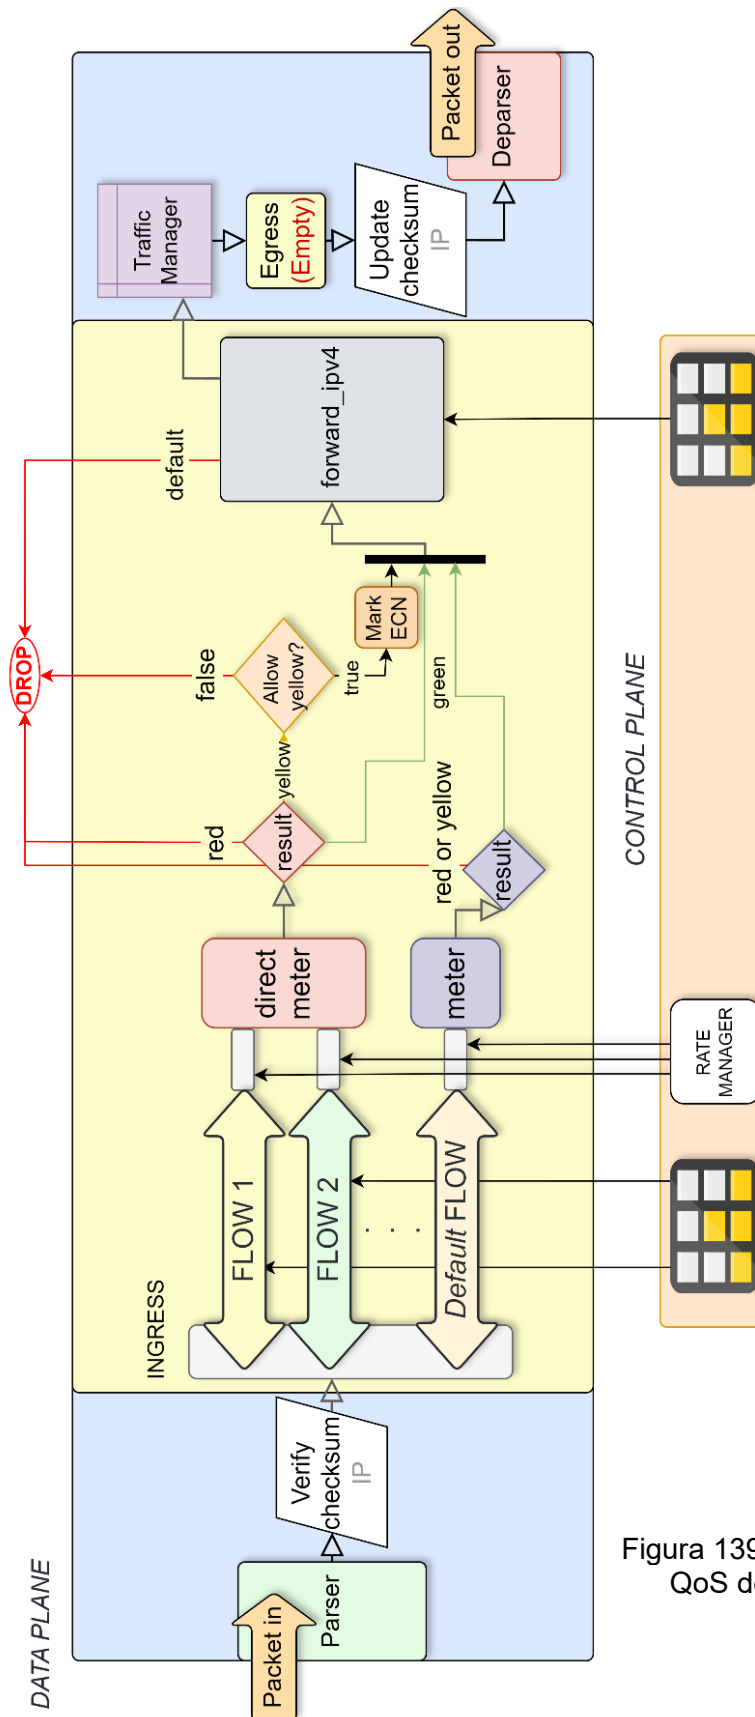 DATA PLANE
Packet in
Parser
Verify
checksum
IP
INGRESS
FLOW 1
FLOW 2
. . .
Default FLOW
direct
meter
meter
result
red
yellow
result
red or yellow
green
Allow
yellow?
false
true
Mark
ECN
DROP
default
forward_ipv4
Traffic
Manager
Egress
(Empty)
Update
checksum
IP
Deparser
Packet out
CONTROL PLANE
RATE
MANAGER
Figura 139
QoS de